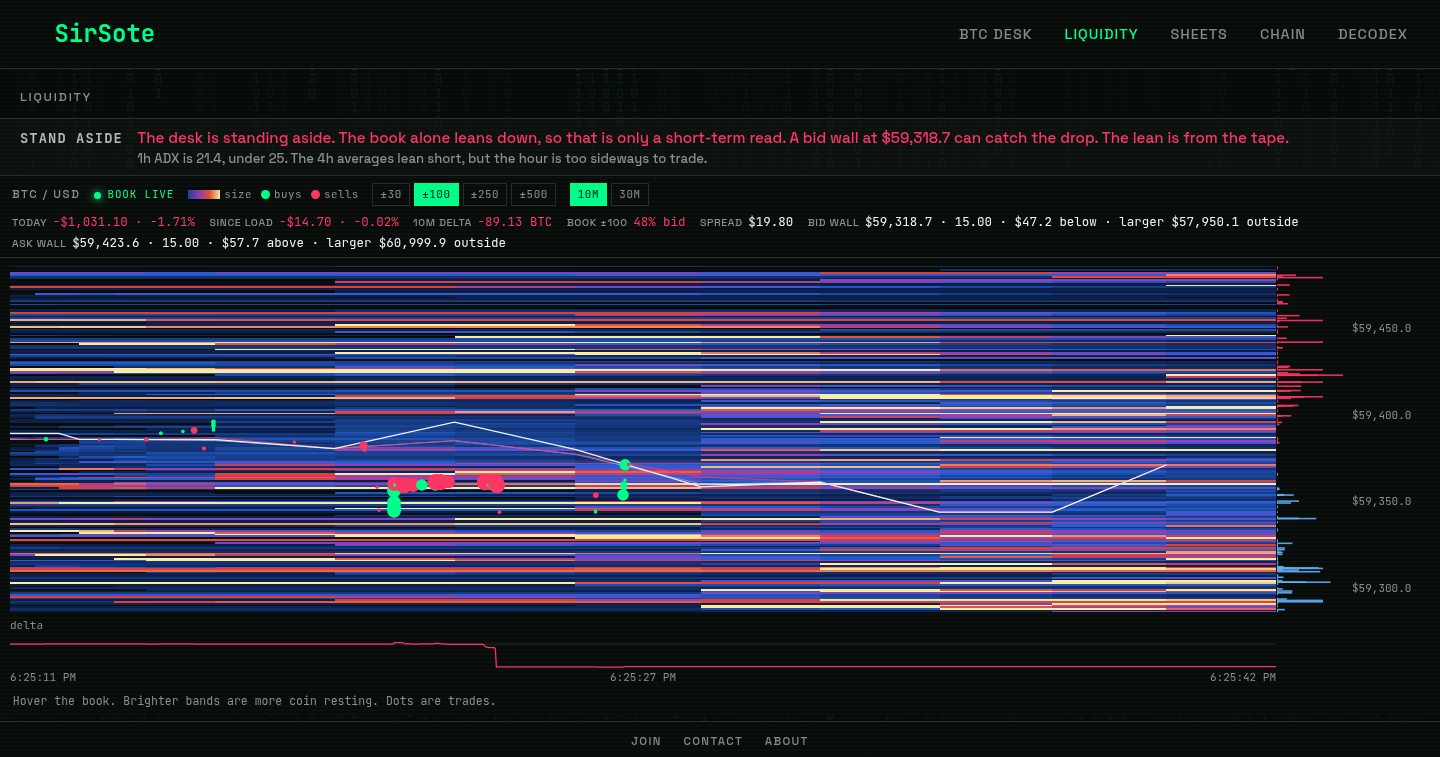 SirSote
BTC DESK LIQUIDITY SHEETS CHAIN DECODEX
LIQUIDITY
STAND ASIDE The desk is standing aside. The book alone leans down, so that is only a short-term read. A bid wall at $59,318.7 can catch the drop. The lean is from the tape.
1h ADX is 21.4, under 25. The 4h averages lean short, but the hour is too sideways to trade.
BTC / USD BOOK LIVE size buys sells ±30 ±100 ±250 ±500 10M 30M
TODAY -$1,031.10 · -1.71% SINCE LOAD -$14.70 · -0.02% 10M DELTA -89.13 BTC BOOK ±100 48% bid SPREAD $19.80 BID WALL $59,318.7 · 15.00 · $47.2 below · larger $57,950.1 outside
ASK WALL $59,423.6 · 15.00 · $57.7 above · larger $60,999.9 outside
$59,450.0
$59,400.0
$59,350.0
$59,300.0
delta
6:25:11 PM 6:25:27 PM 6:25:42 PM
Hover the book. Brighter bands are more coin resting. Dots are trades.
JOIN CONTACT ABOUT